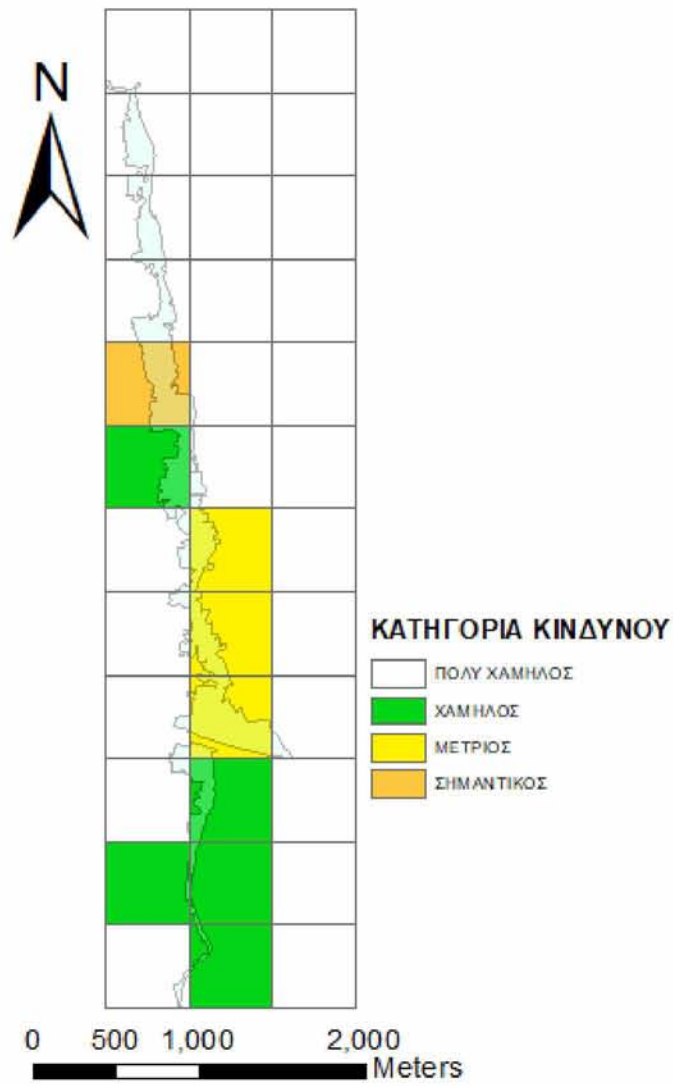 N
ΚΑΤΗΓΟΡΙΑ ΚΙΝΔΥΝΟΥ
ΠΟΛΥ ΧΑΜΗΛΟΣ
ΧΑΜΗΛΟΣ
ΜΕΤΡΙΟΣ
ΣΗΜΑΝΤΙΚΟΣ
0 500 1,000 2,000
Meters